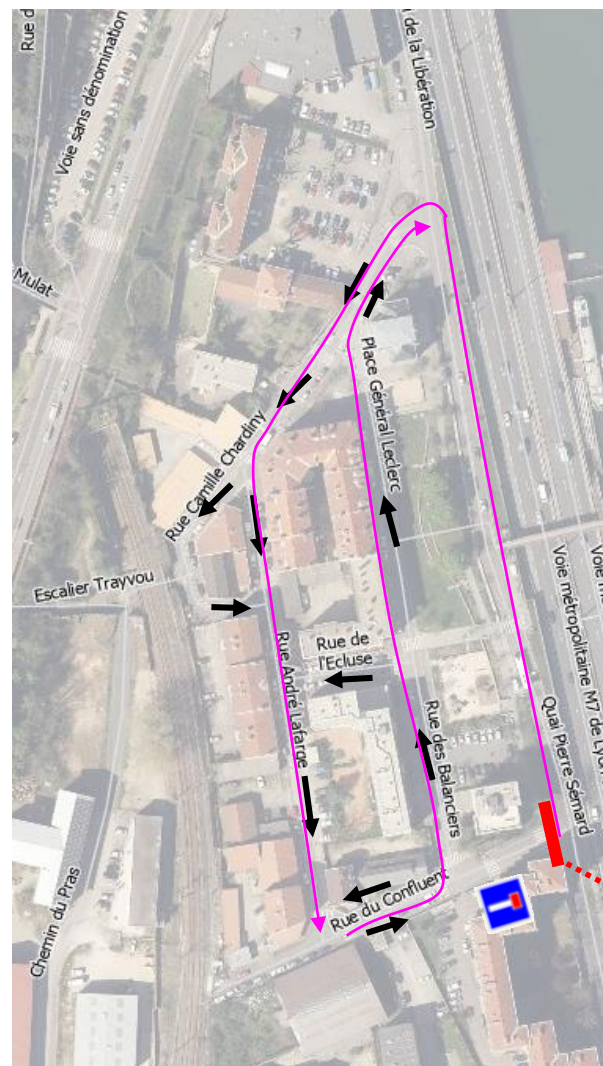 Rue d
Voie sans dénomination
i de la Libération
Mulat
Place Général Leclerc
Rue Camille Chardiny
Escalier Trayvou
Rue de
l'Ecluse
Rue André Lafarge
Rue des Balanciers
Quai Pierre Sémard
Voie métropolitaine M7 de Lyon
Rue du Confluent
Chemin du Pras